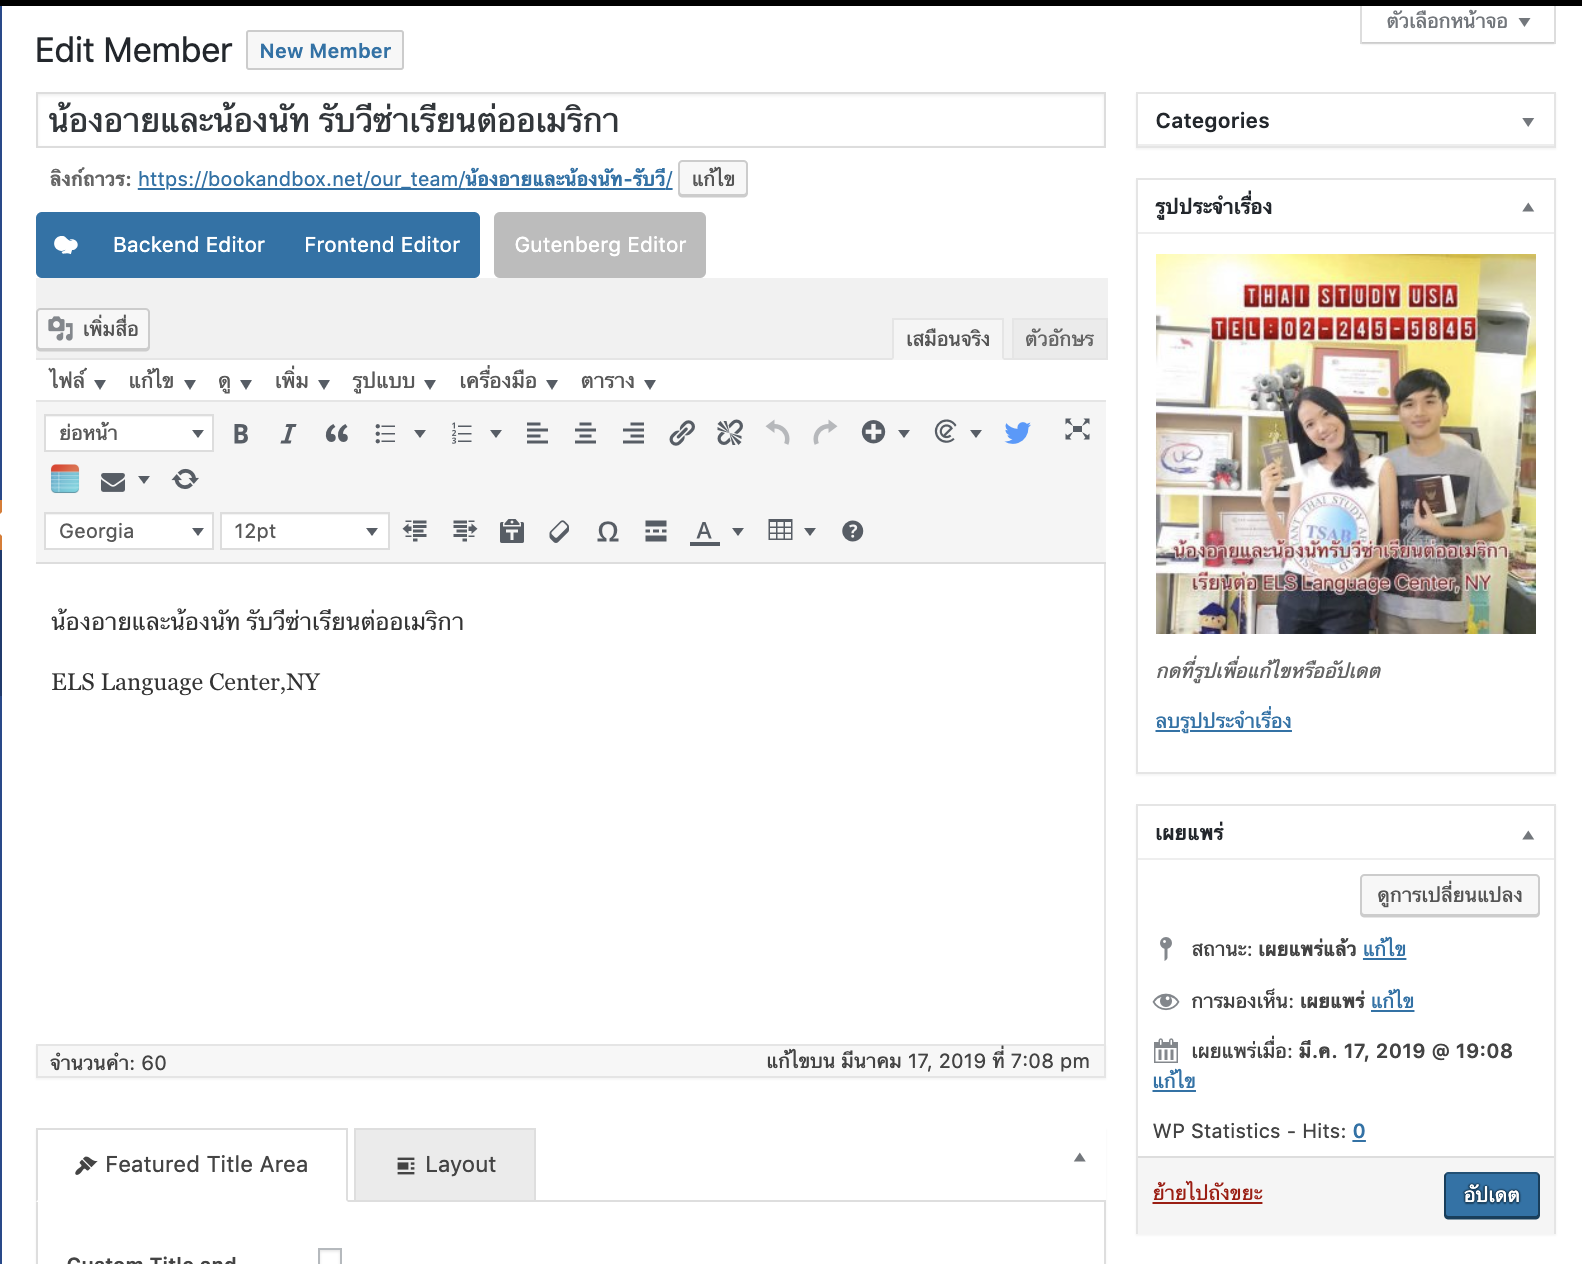 ตัวเลือกหน้าจอ
Edit Member
New Member
น้องอายและน้องนัท รับวีซ่าเรียนต่ออเมริกา
ลิงก์ถาวร: https://bookandbox.net/our_team/น้องอายและน้องนัท-รับวี/ แก้ไข
Backend Editor Frontend Editor Gutenberg Editor
เพิ่มสื่อ
เสมือนจริง ตัวอักษร
ไฟล์ แก้ไข ดู เพิ่ม รูปแบบ เครื่องมือ ตาราง
ย่อหน้า
Georgia 12pt
น้องอายและน้องนัท รับวีซ่าเรียนต่ออเมริกา
ELS Language Center,NY
จำนวนคำ: 60 แก้ไขบน มีนาคม 17, 2019 ที่ 7:08 pm
Featured Title Area Layout
Custom Title and
Categories
รูปประจำเรื่อง
THAI STUDY USA
TEL:02-245-5845
THAI STUDY
TSAB
น้องอายและน้องนัทรับวีซ่าเรียนต่ออเมริกา
เรียนต่อ ELS Language Center, NY
กดที่รูปเพื่อแก้ไขหรืออัปเดต
ลบรูปประจำเรื่อง
เผยแพร่
ดูการเปลี่ยนแปลง
สถานะ: เผยแพร่แล้ว แก้ไข
การมองเห็น: เผยแพร่ แก้ไข
เผยแพร่เมื่อ: มี.ค. 17, 2019 @ 19:08
แก้ไข
WP Statistics - Hits: 0
ย้ายไปถังขยะ อัปเดต